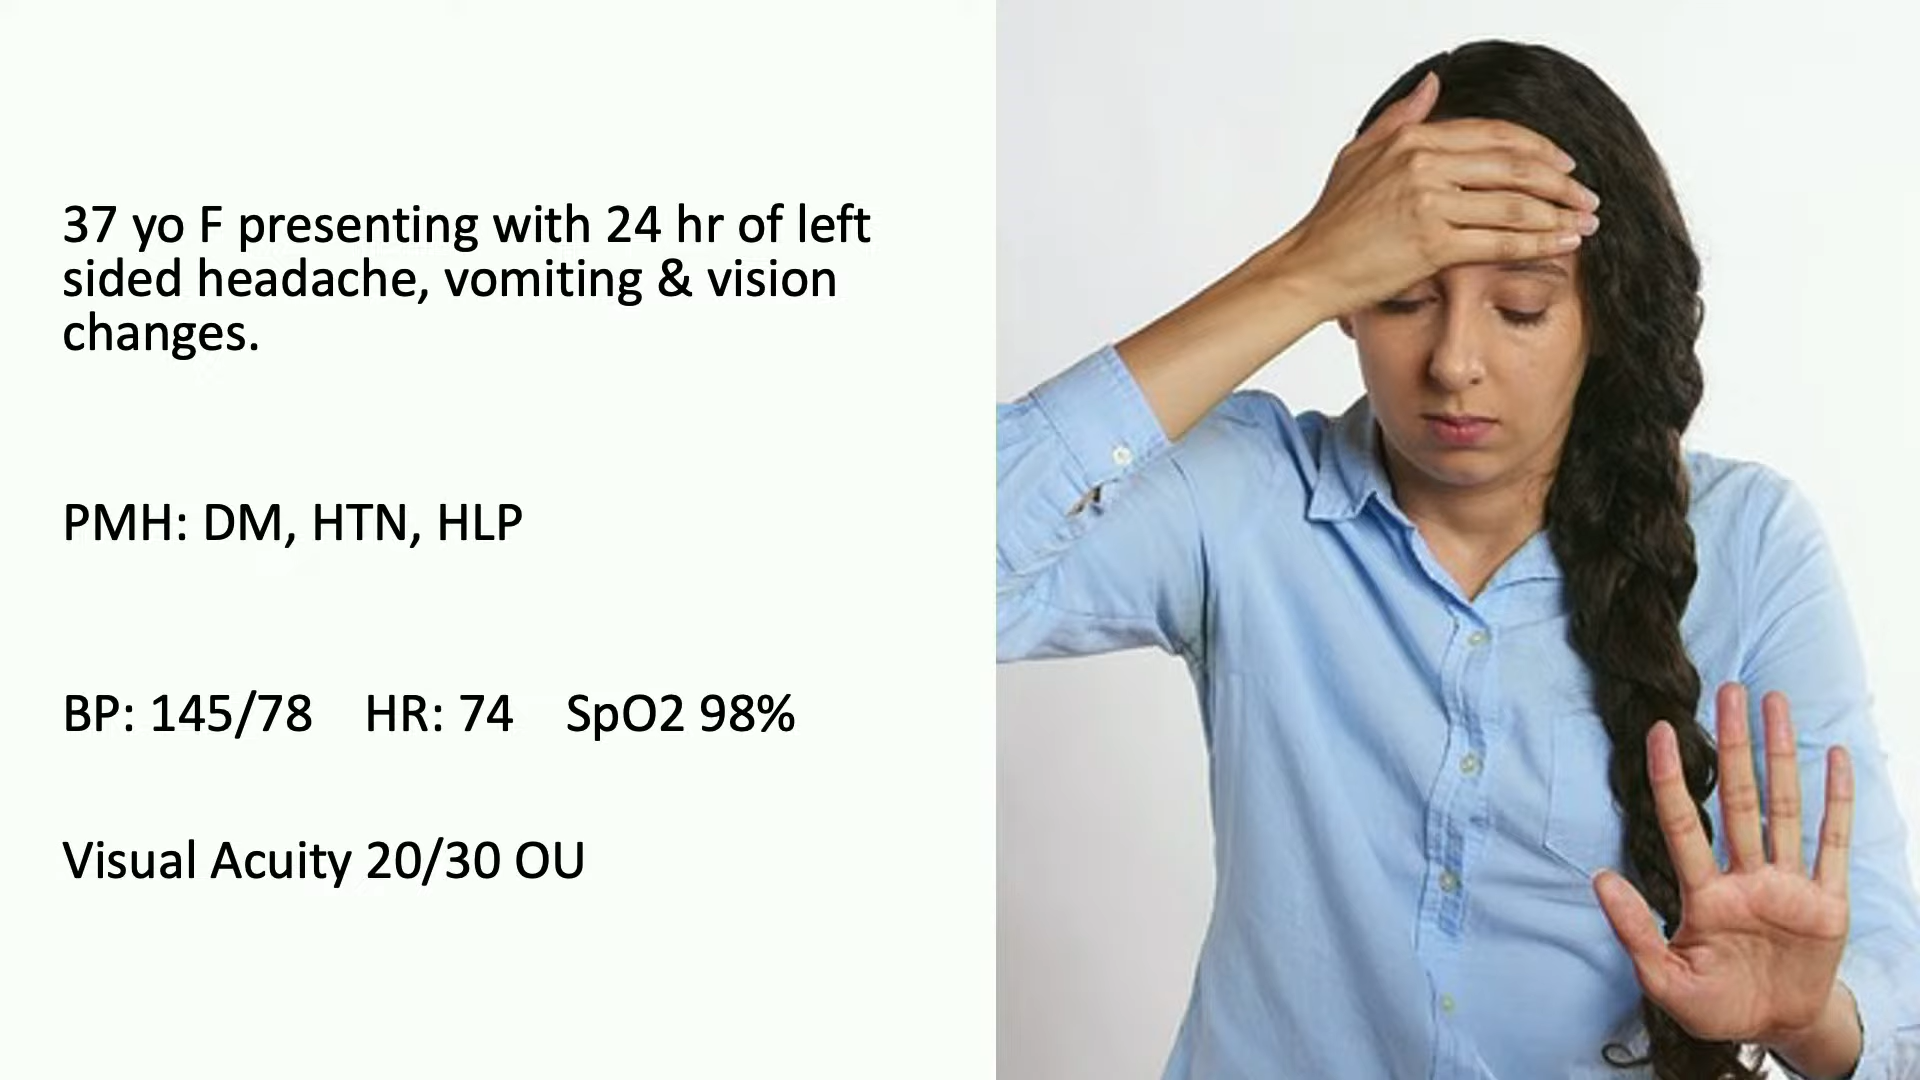 37 yo F presenting with 24 hr of left
sided headache, vomiting & vision
changes.
PMH: DM, HTN, HLP
BP: 145/78 HR: 74 SpO2 98%
Visual Acuity 20/30 OU